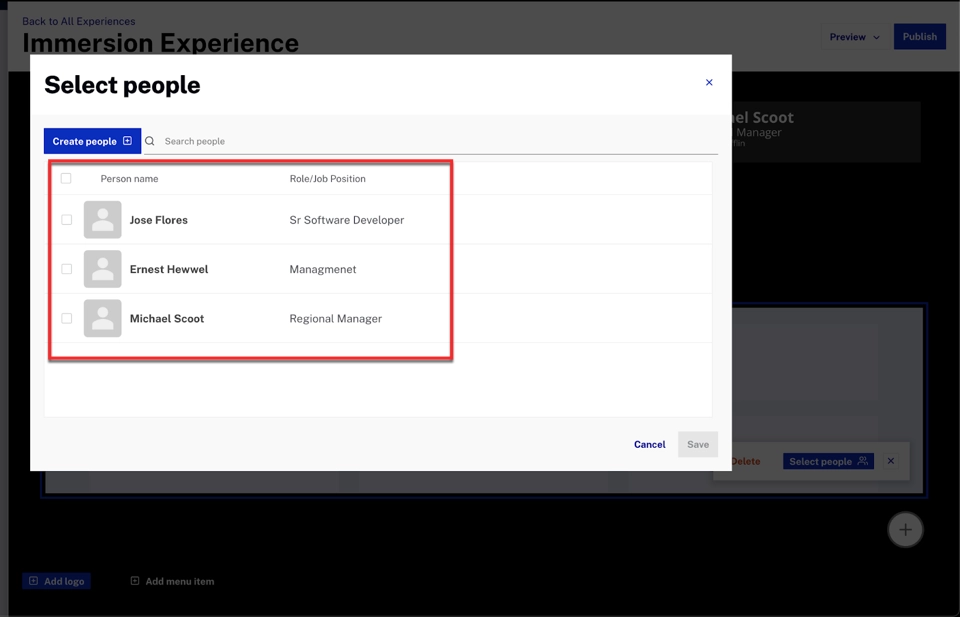 Back to All Experiences
Immersion Experience
Preview
Publish
Select people
Create people
Search people
Scoot
Manager
Person name Role/Job Position
Jose Flores Sr Software Developer
Ernest Hewwel Managmenet
Michael Scoot Regional Manager
Cancel Save
Delete Select people
Add logo Add menu item